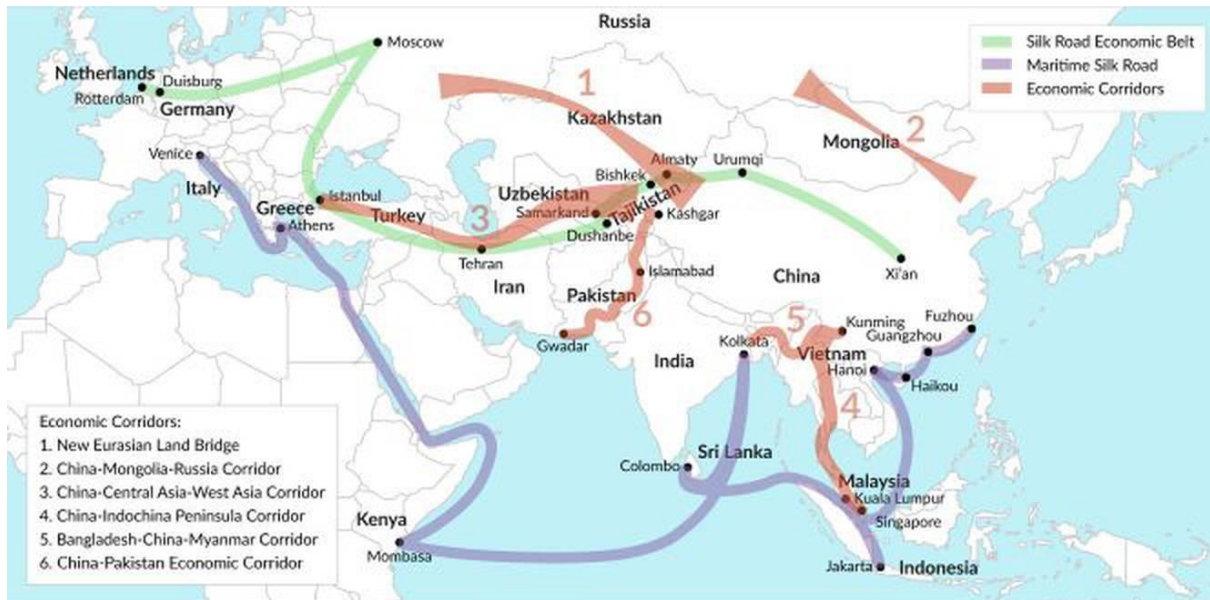 Russia
Silk Road Economic Belt
Maritime Silk Road
Economic Corridors
Moscow
Netherlands
Duisburg
Rotterdam
Germany
1
Kazakhstan
Mongolia
2
Venice
Italy
Almaty
Urumqi
Bishkek
Istanbul
Uzbekistan
Tajikistan
Greece
Turkey
3
Samarkand
Kashgar
Athens
Dushanbe
Tehran
Xi'an
Iran
Islamabad
China
Pakistan
6
5
Fuzhou
Gwadar
Kolkata
Kunming
Guangzhou
India
Vietnam
Hanoi
Haikou
4
Economic Corridors:
1. New Eurasian Land Bridge
2. China-Mongolia-Russia Corridor
3. China-Central Asia-West Asia Corridor
4. China-Indochina Peninsula Corridor
5. Bangladesh-China-Myanmar Corridor
6. China-Pakistan Economic Corridor
Sri Lanka
Colombo
Malaysia
Kuala Lumpur
Singapore
Kenya
Mombasa
Jakarta
Indonesia